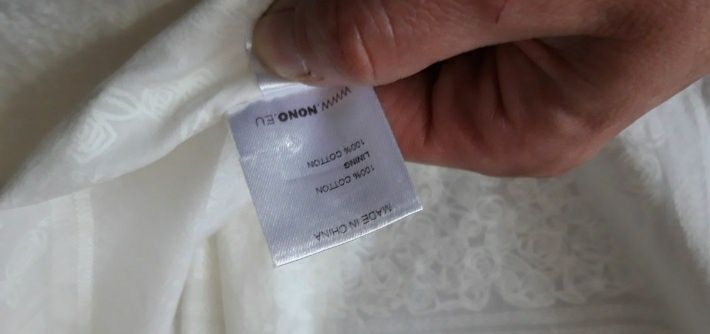 WWW.NONO.EU
100% COTTON
LINING
100% COTTON
MADE IN CHINA